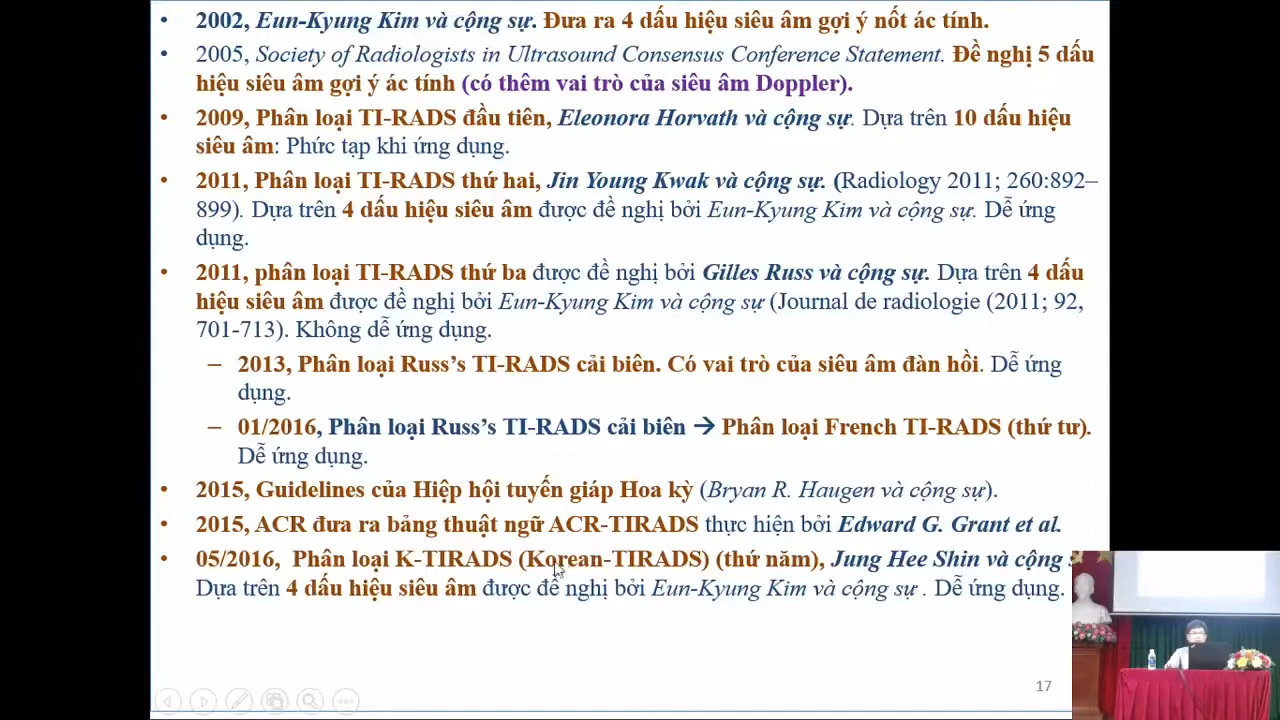 • 2002, Eun-Kyung Kim và cộng sự. Đưa ra 4 dấu hiệu siêu âm gợi ý nốt ác tính.
• 2005, Society of Radiologists in Ultrasound Consensus Conference Statement. Đề nghị 5 dấu
hiệu siêu âm gợi ý ác tính (có thêm vai trò của siêu âm Doppler).
• 2009, Phân loại TI-RADS đầu tiên, Eleonora Horvath và cộng sự. Dựa trên 10 dấu hiệu
siêu âm: Phức tạp khi ứng dụng.
• 2011, Phân loại TI-RADS thứ hai, Jin Young Kwak và cộng sự. (Radiology 2011; 260:892–
899). Dựa trên 4 dấu hiệu siêu âm được đề nghị bởi Eun-Kyung Kim và cộng sự. Dễ ứng
dụng.
• 2011, phân loại TI-RADS thứ ba được đề nghị bởi Gilles Russ và cộng sự. Dựa trên 4 dấu
hiệu siêu âm được đề nghị bởi Eun-Kyung Kim và cộng sự (Journal de radiologie (2011; 92,
701-713). Không dễ ứng dụng.
– 2013, Phân loại Russ’s TI-RADS cải biên. Có vai trò của siêu âm đàn hồi. Dễ ứng
dụng.
– 01/2016, Phân loại Russ’s TI-RADS cải biên → Phân loại French TI-RADS (thứ tư).
Dễ ứng dụng.
• 2015, Guidelines của Hiệp hội tuyến giáp Hoa kỳ (Bryan R. Haugen và cộng sự).
• 2015, ACR đưa ra bảng thuật ngữ ACR-TIRADS thực hiện bởi Edward G. Grant et al.
• 05/2016, Phân loại K-TIRADS (Korean-TIRADS) (thứ năm), Jung Hee Shin và cộng
Dựa trên 4 dấu hiệu siêu âm được đề nghị bởi Eun-Kyung Kim và cộng sự . Dễ ứng dụng.
17